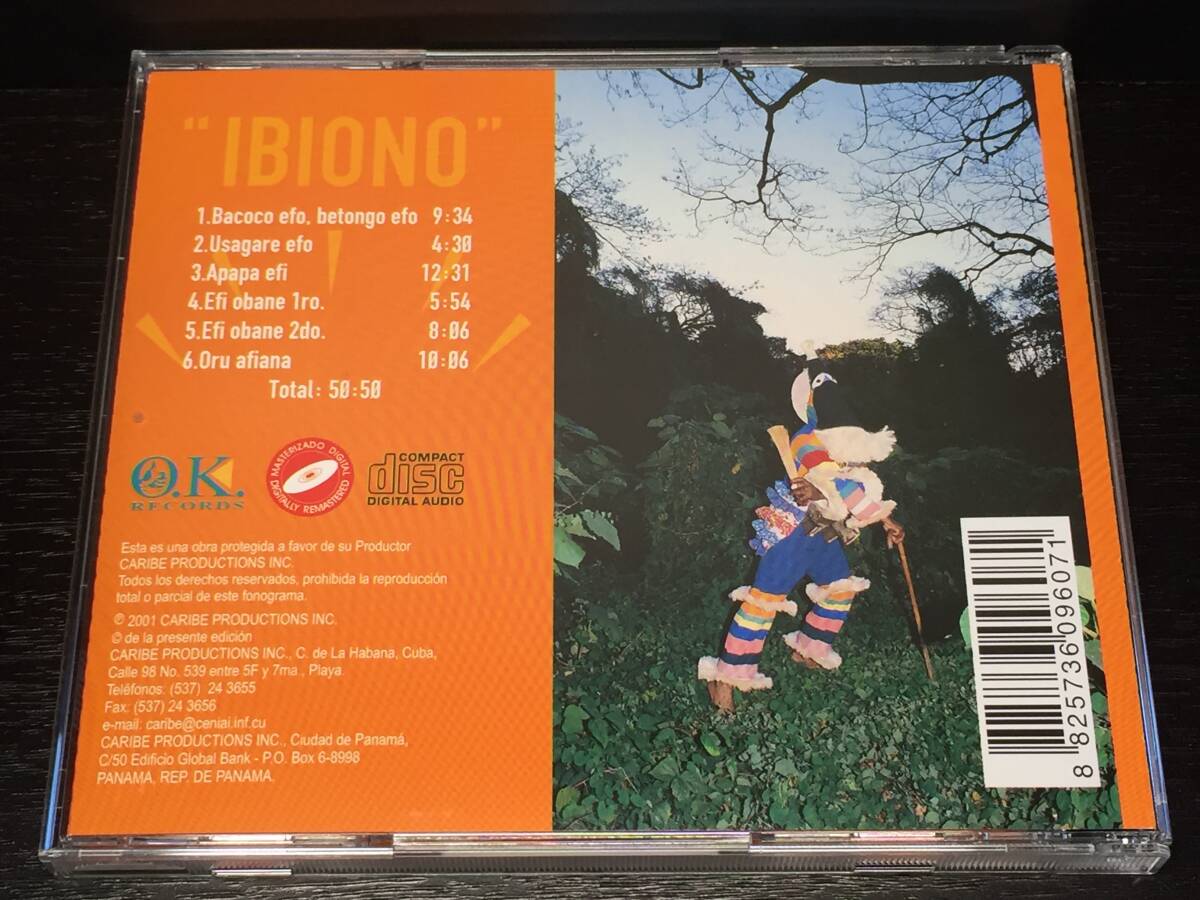 "IBIONO"
1.Bacoco efo, betongo efo 9:34
2.Usagare efo 4:30
3.Apapa efi 12:31
4.Efi obane 1ro. 5:54
5.Efi obane 2do. 8:06
6.Oru afiana 10:06
Total: 50:50
O.K.
RECORDS
MASTERIZADO DIGITAL
DIGITALLY REMASTERED
COMPACT
disc
DIGITAL AUDIO
Esta es una obra protegida a favor de su Productor
CARIBE PRODUCTIONS INC.
Todos los derechos reservados, prohibida la reproducción
total o parcial de este fonograma.
℗ 2001 CARIBE PRODUCTIONS INC.
© de la presente edición
CARIBE PRODUCTIONS INC., C. de La Habana, Cuba,
Calle 98 No. 539 entre 5F y 7ma., Playa.
Teléfonos: (537) 24 3655
Fax: (537) 24 3656
e-mail: caribe@ceniai.inf.cu
CARIBE PRODUCTIONS INC., Ciudad de Panamá,
C/50 Edificio Global Bank - P.O. Box 6-8998
PANAMA, REP. DE PANAMA.
8 82573 60960 71